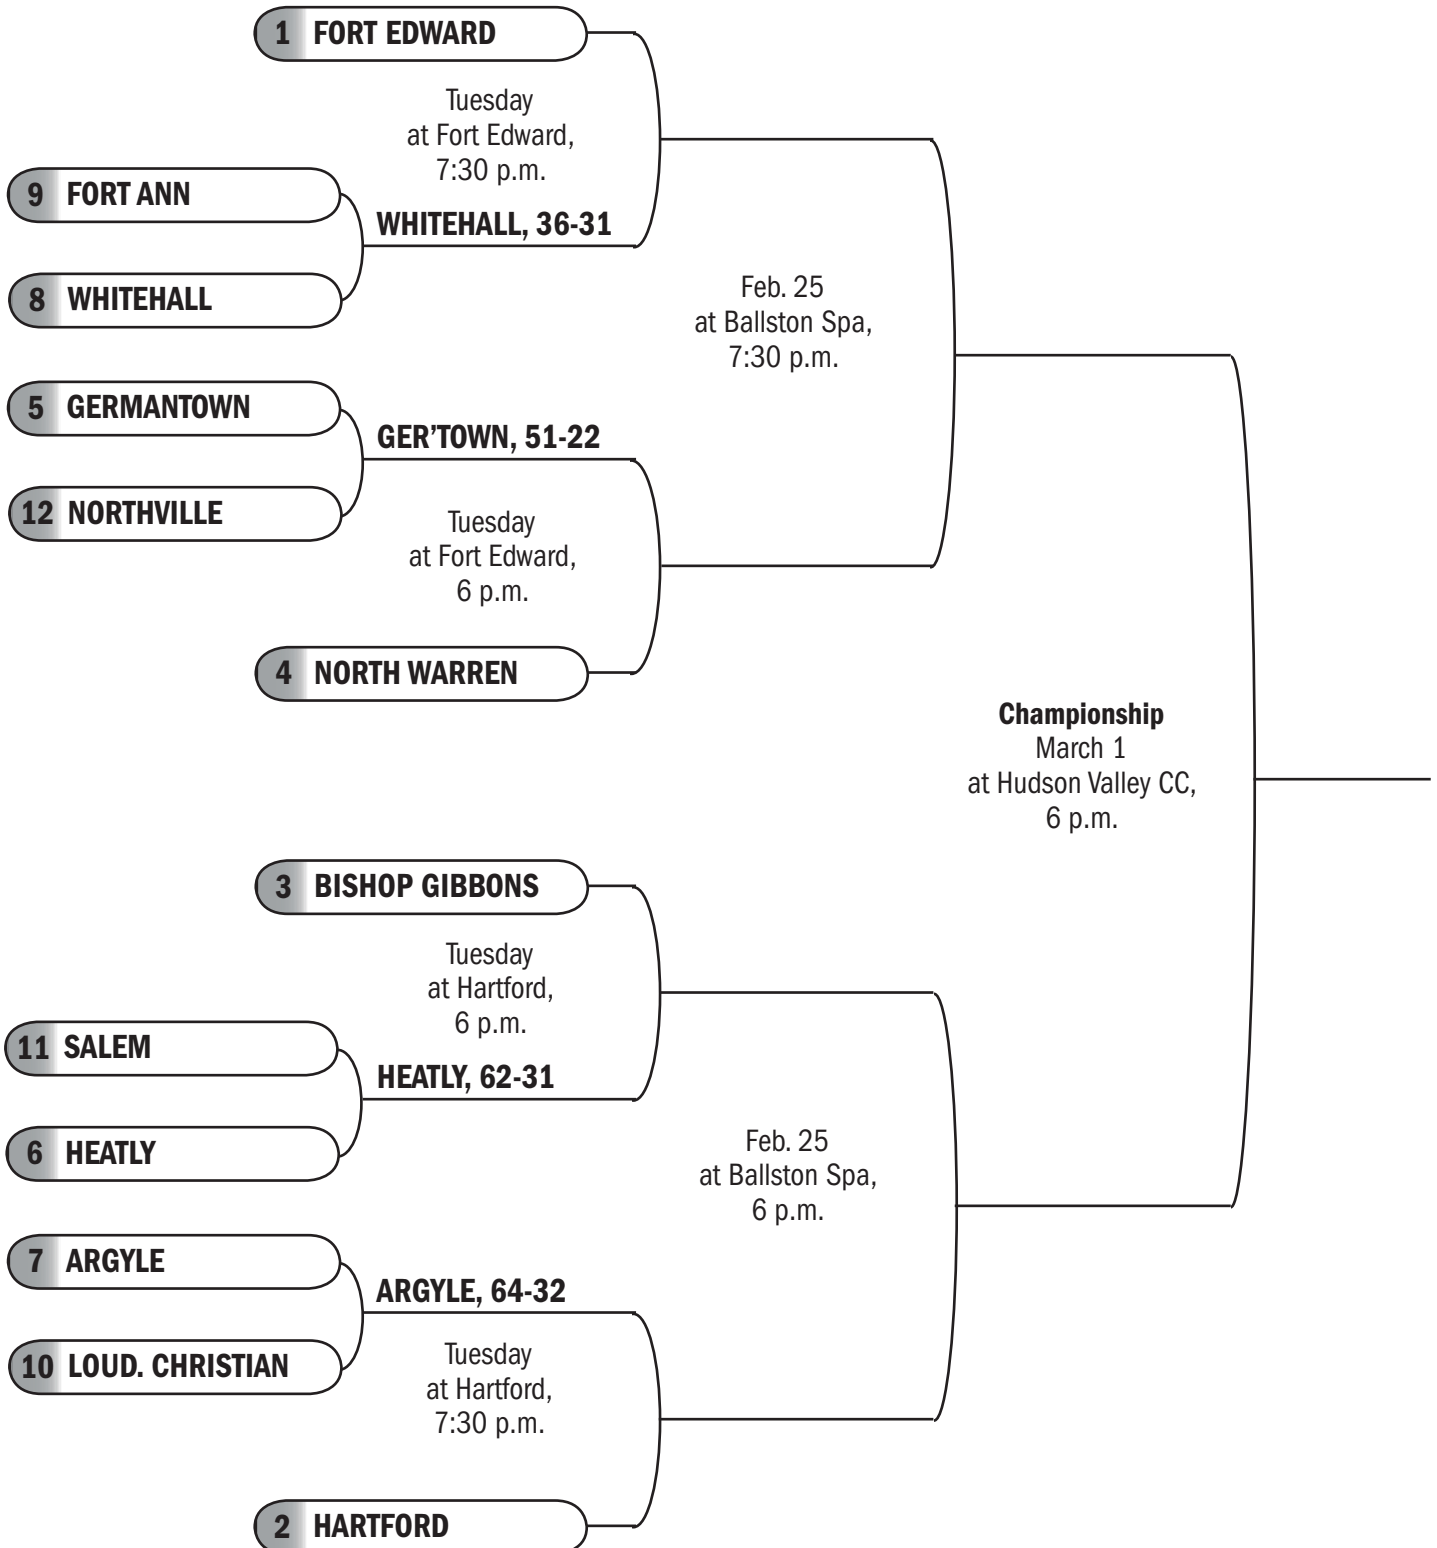 1 FORT EDWARD
Tuesday
at Fort Edward,
7:30 p.m.
9 FORT ANN
WHITEHALL, 36-31
8 WHITEHALL
Feb. 25
at Ballston Spa,
7:30 p.m.
5 GERMANTOWN
GER’TOWN, 51-22
12 NORTHVILLE
Tuesday
at Fort Edward,
6 p.m.
4 NORTH WARREN
Championship
March 1
at Hudson Valley CC,
6 p.m.
3 BISHOP GIBBONS
Tuesday
at Hartford,
6 p.m.
11 SALEM
HEATLY, 62-31
6 HEATLY
Feb. 25
at Ballston Spa,
6 p.m.
7 ARGYLE
ARGYLE, 64-32
10 LOUD. CHRISTIAN
Tuesday
at Hartford,
7:30 p.m.
2 HARTFORD